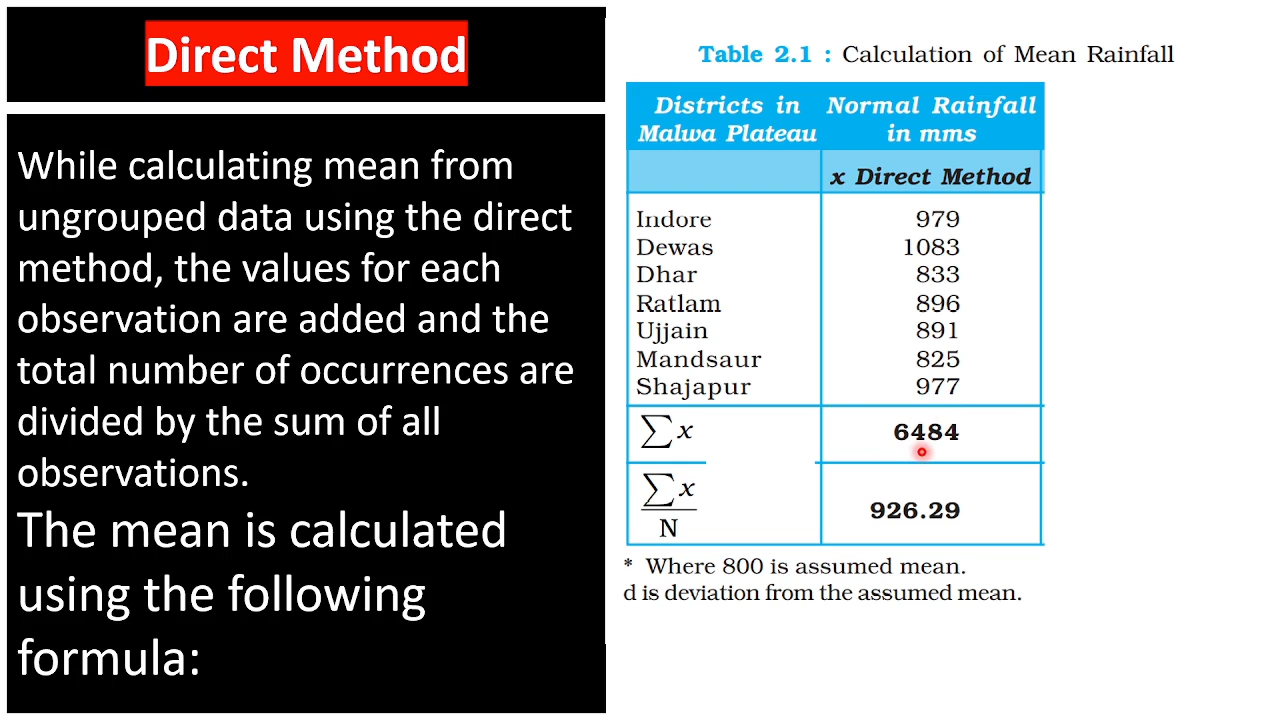 Direct Method
While calculating mean from
ungrouped data using the direct
method, the values for each
observation are added and the
total number of occurrences are
divided by the sum of all
observations.
The mean is calculated
using the following
formula:
Table 2.1 : Calculation of Mean Rainfall
Districts in Malwa Plateau Normal Rainfall in mms
x Direct Method
Indore 979
Dewas 1083
Dhar 833
Ratlam 896
Ujjain 891
Mandsaur 825
Shajapur 977
∑x 6484
∑x/N 926.29
* Where 800 is assumed mean.
d is deviation from the assumed mean.